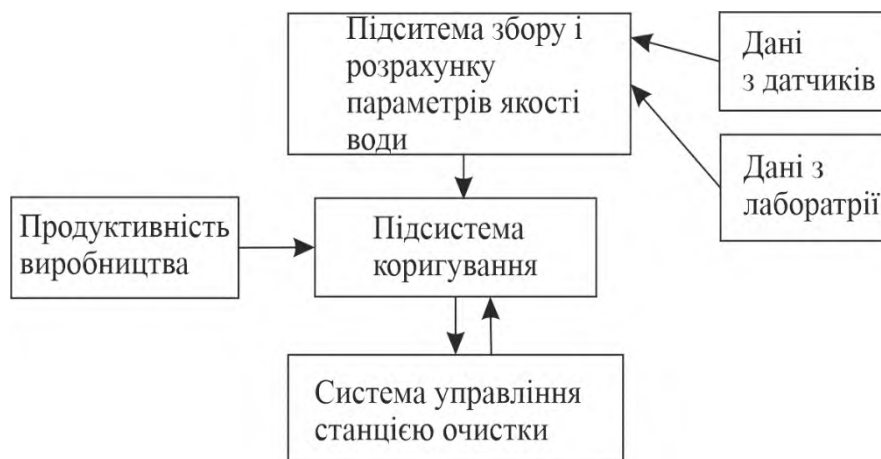 Підситема збору і
розрахунку
параметрів якості
води
Дані
з датчиків
Дані з
лаборатрії
Продуктивність
виробництва
Підсистема
коригування
Система управління
станцією очистки